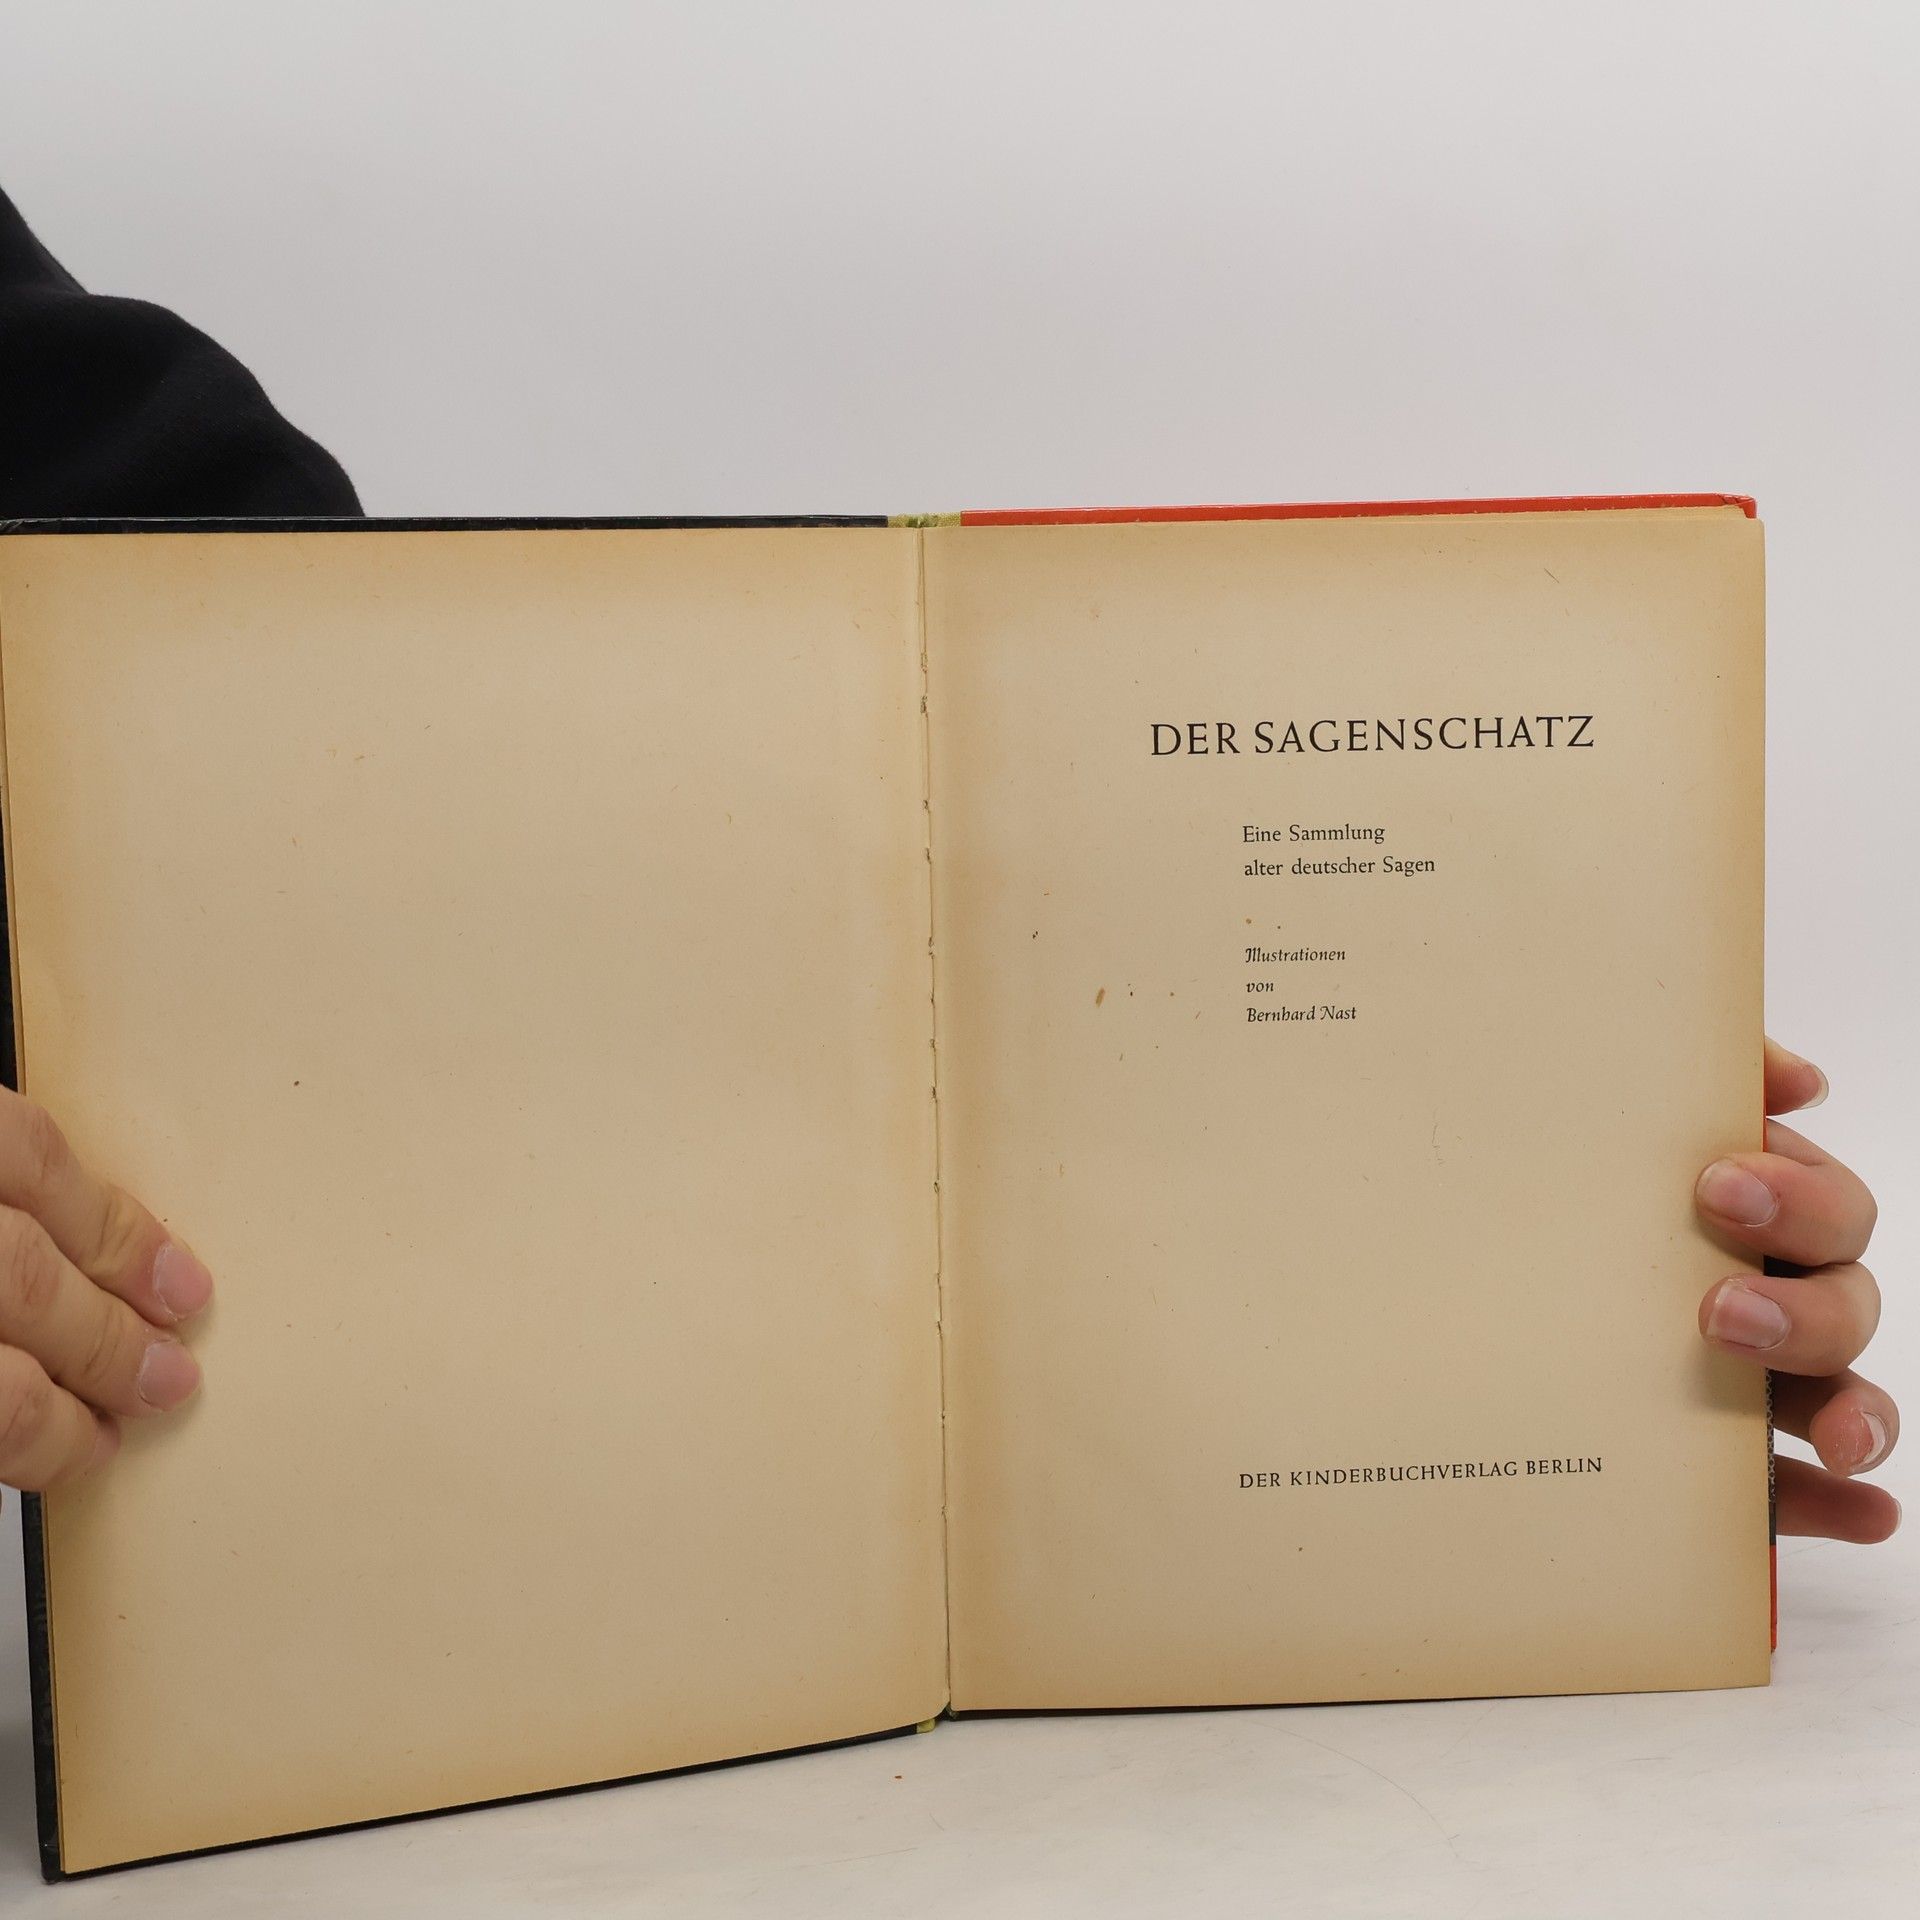 DER SAGENSCHATZ
Eine Sammlung
alter deutscher Sagen
Illustrationen
von
Bernhard Nast
DER KINDERBUCHVERLAG BERLIN